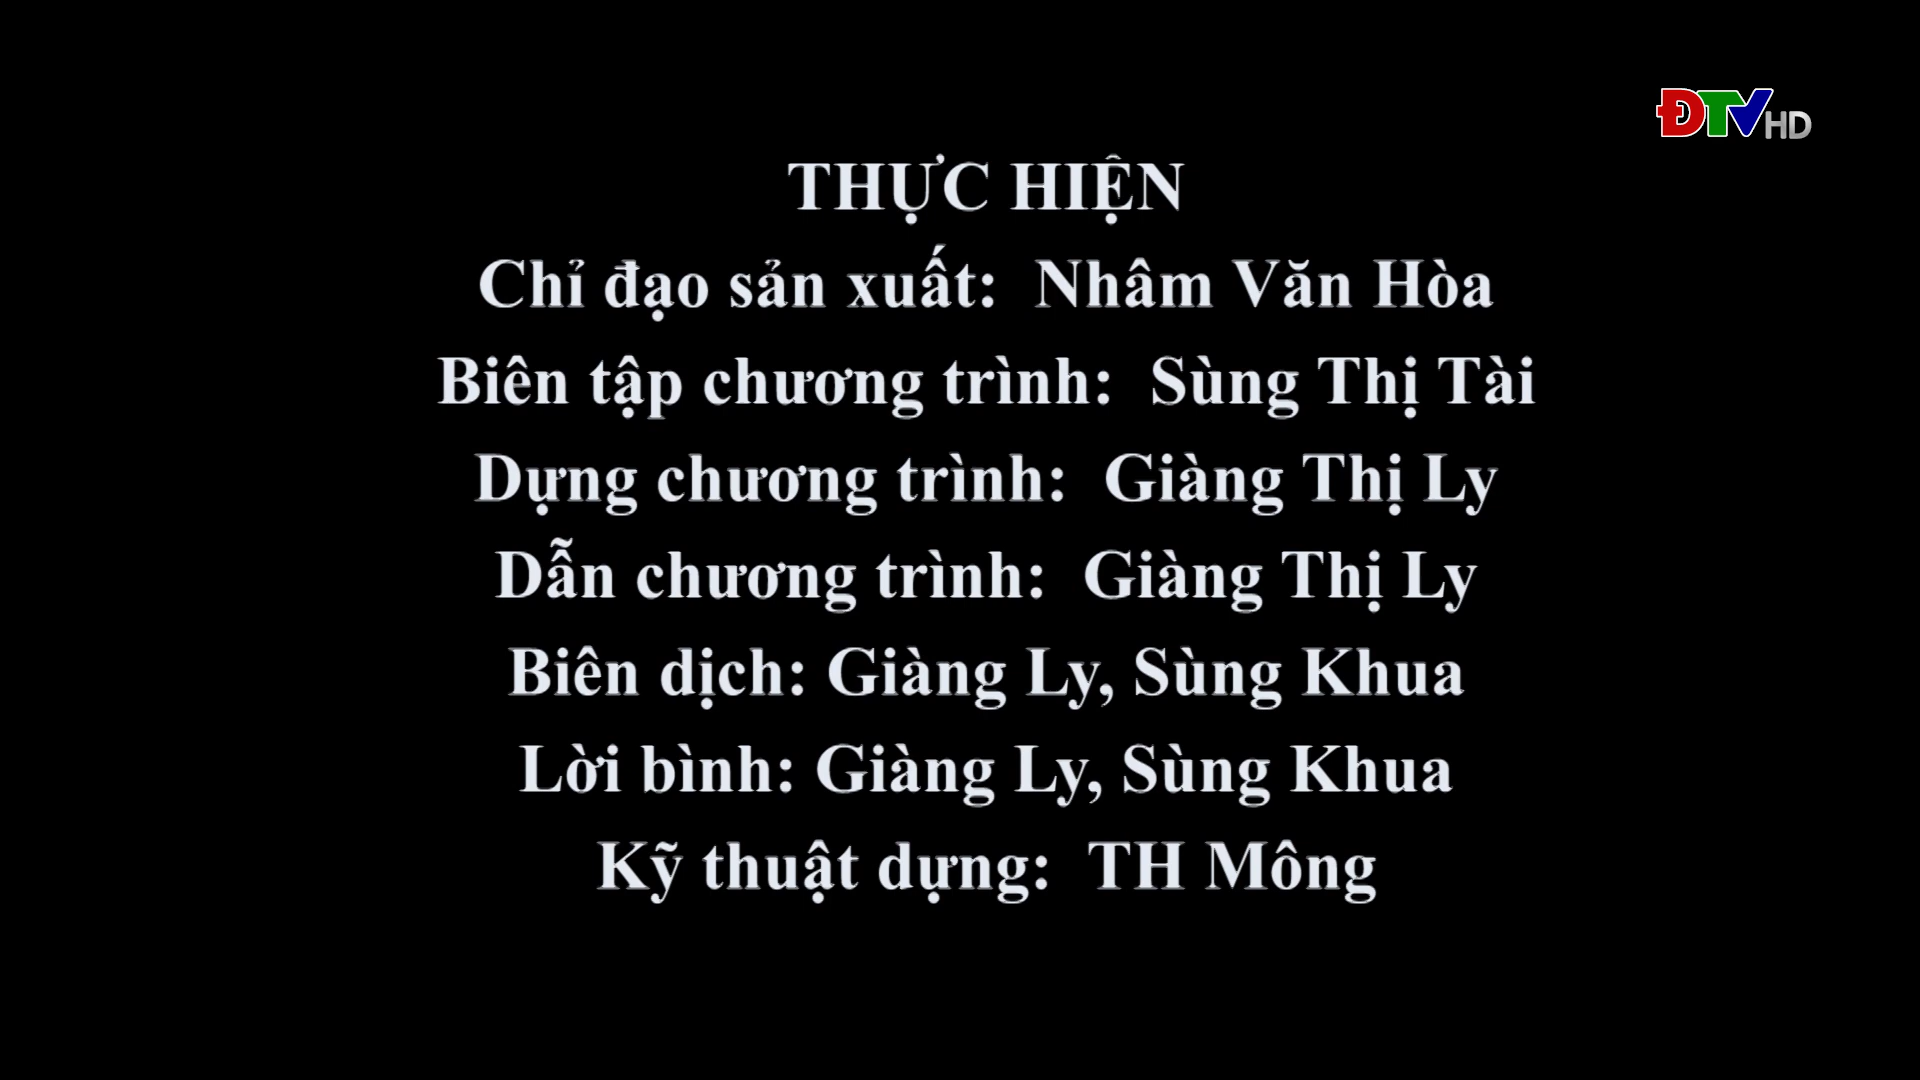 ĐTV HD
THỰC HIỆN
Chỉ đạo sản xuất: Nhâm Văn Hòa
Biên tập chương trình: Sùng Thị Tài
Dựng chương trình: Giàng Thị Ly
Dẫn chương trình: Giàng Thị Ly
Biên dịch: Giàng Ly, Sùng Khua
Lời bình: Giàng Ly, Sùng Khua
Kỹ thuật dựng: TH Mông